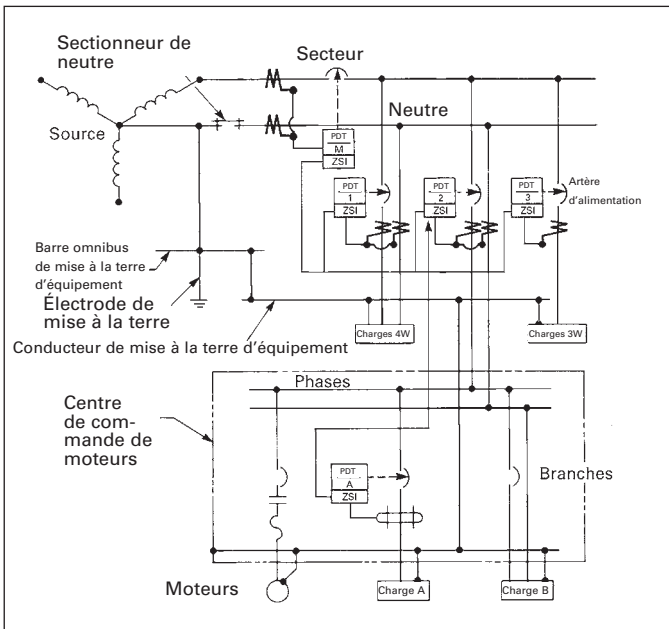 Sectionneur de
neutre
Secteur
Neutre
Source
PDT
M
ZSI
PDT
1
ZSI
PDT
2
ZSI
PDT
3
ZSI
Artère
d'alimentation
Barre omnibus
de mise à la terre
d'équipement
Électrode de
mise à la terre
Conducteur de mise à la terre d'équipement
Charges 4W
Charges 3W
Phases
Centre
de com-
mande de
moteurs
PDT
A
ZSI
Branches
Moteurs
Charge A
Charge B